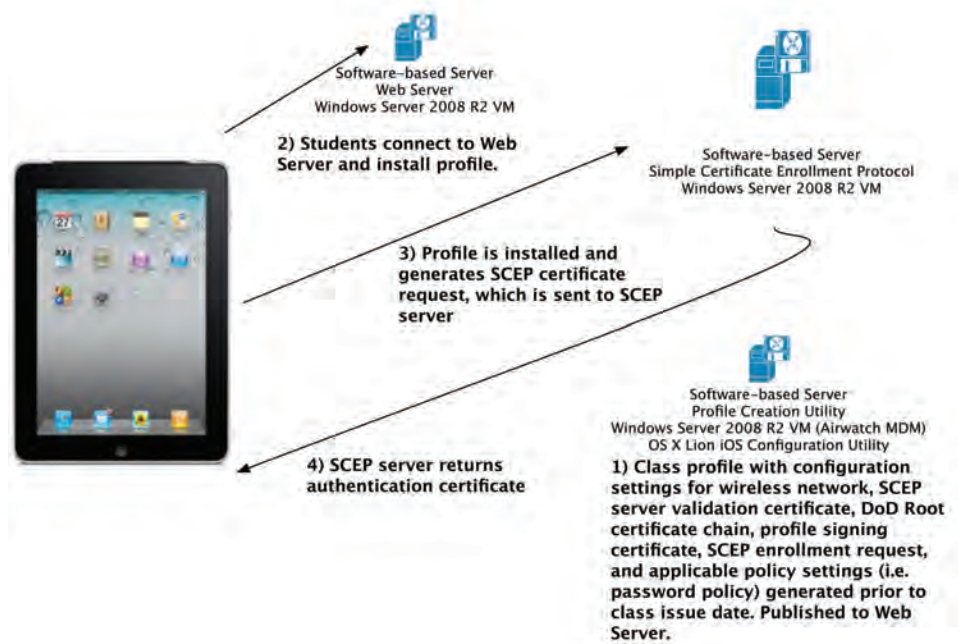 Software-based Server
Web Server
Windows Server 2008 R2 VM
2) Students connect to Web
Server and install profile.
Software-based Server
Simple Certificate Enrollment Protocol
Windows Server 2008 R2 VM
3) Profile is installed and
generates SCEP certificate
request, which is sent to SCEP
server
Software-based Server
Profile Creation Utility
Windows Server 2008 R2 VM (Airwatch MDM)
OS X Lion iOS Configuration Utility
4) SCEP server returns
authentication certificate
1) Class profile with configuration
settings for wireless network, SCEP
server validation certificate, DoD Root
certificate chain, profile signing
certificate, SCEP enrollment request,
and applicable policy settings (i.e.
password policy) generated prior to
class issue date. Published to Web
Server.
27